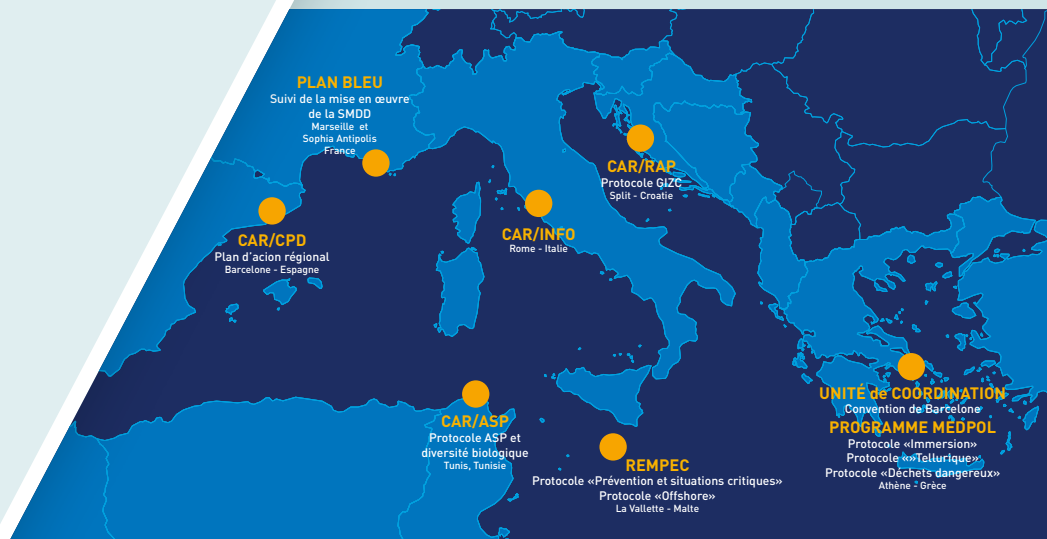 PLAN BLEU
Suivi de la mise en œuvre
de la SMDD
Marseille et
Sophia Antipolis
France
CAR/RAP
Protocole GIZC
Split - Croatie
CAR/CPD
Plan d'acion régional
Barcelone - Espagne
CAR/INFO
Rome - Italie
CAR/ASP
Protocole ASP et
diversité biologique
Tunis, Tunisie
REMPEC
Protocole «Prévention et situations critiques»
Protocole «Offshore»
La Vallette - Malte
UNITÉ de COORDINATION
Convention de Barcelone
PROGRAMME MEDPOL
Protocole «Immersion»
Protocole «»Tellurique»
Protocole «Déchets dangereux»
Athène - Grèce